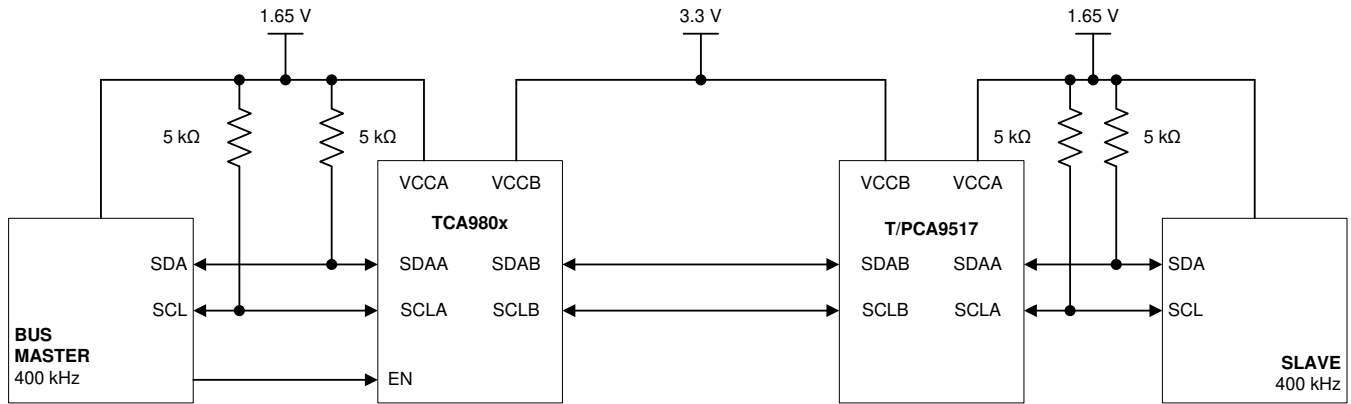 1.65 V
3.3 V
1.65 V
5 kΩ
5 kΩ
5 kΩ
5 kΩ
VCCA
VCCB
VCCB
VCCA
TCA980x
T/PCA9517
SDA
SDAA
SDAB
SDAB
SDAA
SDA
SCL
SCLA
SCLB
SCLB
SCLA
SCL
BUS
MASTER
400 kHz
EN
SLAVE
400 kHz